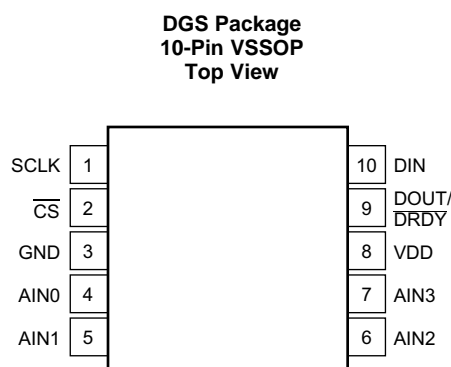 DGS Package
10-Pin VSSOP
Top View
SCLK 1 10 DIN
CS 2 9 DOUT/
DRDY
GND 3 8 VDD
AIN0 4 7 AIN3
AIN1 5 6 AIN2